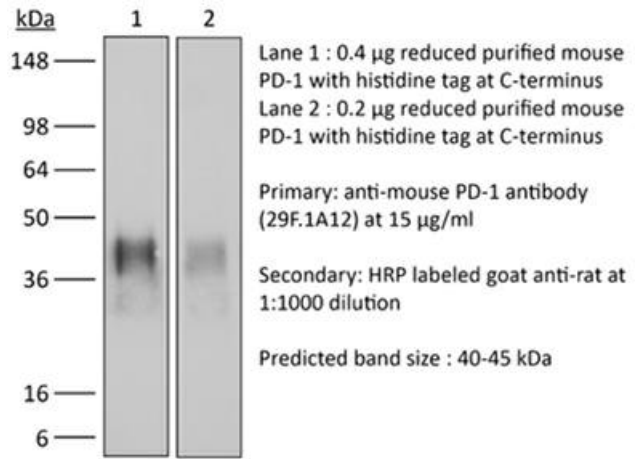 kDa
1 2
148
98
64
50
36
16
6
Lane 1 : 0.4 µg reduced purified mouse
PD-1 with histidine tag at C-terminus
Lane 2 : 0.2 µg reduced purified mouse
PD-1 with histidine tag at C-terminus
Primary: anti-mouse PD-1 antibody
(29F.1A12) at 15 µg/ml
Secondary: HRP labeled goat anti-rat at
1:1000 dilution
Predicted band size : 40-45 kDa